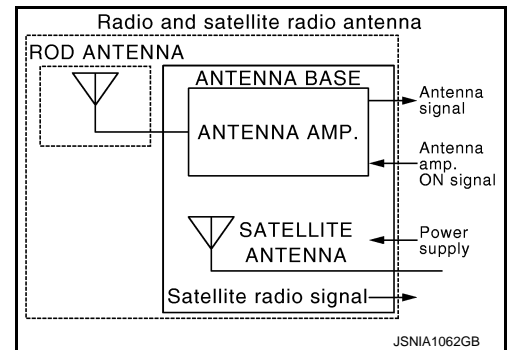 Radio and satellite radio antenna
ROD ANTENNA
ANTENNA BASE
ANTENNA AMP.
Antenna
signal
Antenna
amp.
ON signal
SATELLITE
ANTENNA
Power
supply
Satellite radio signal
JSNIA1062GB